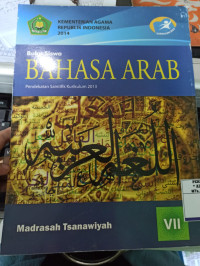 KEMENTERIAN AGAMA
REPUBLIK INDONESIA
2014
Buku Siswa
BAHASA ARAB
Pendekatan Saintifik Kurikulum 2013
اللغة العربية
Madrasah Tsanawiyah
VII